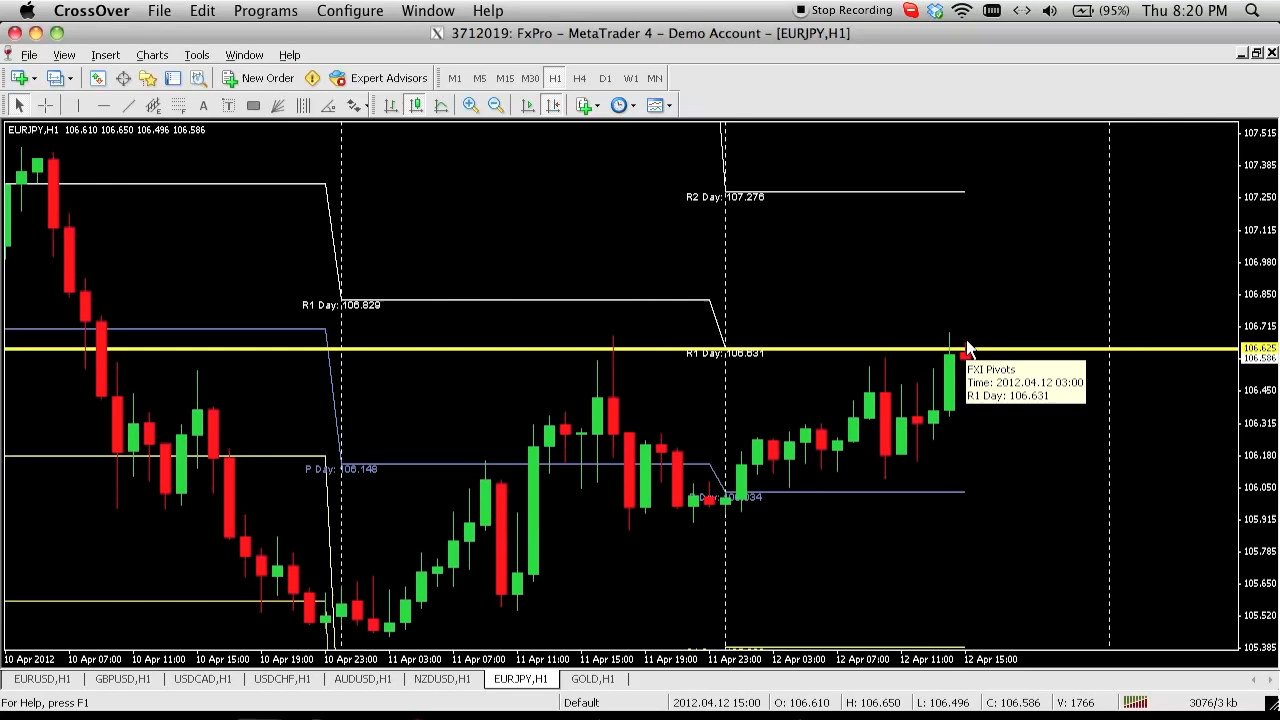 CrossOver File Edit Programs Configure Window Help Stop Recording (95%) Thu 8:20 PM
3712019: FxPro - MetaTrader 4 - Demo Account - [EURJPY,H1]
File View Insert Charts Tools Window Help
New Order Expert Advisors M1 M5 M15 M30 H1 H4 D1 W1 MN
EURJPY,H1 106.610 106.650 106.496 106.586
107.515
107.385
107.250
107.115
106.980
106.850
106.715
106.625
106.586
106.450
106.315
106.180
106.050
105.915
105.785
105.650
105.520
105.385
R2 Day: 107.276
R1 Day: 106.829
R1 Day: 106.631
FXI Pivots
Time: 2012.04.12 03:00
R1 Day: 106.631
P Day: 106.148
10 Apr 2012 10 Apr 07:00 10 Apr 11:00 10 Apr 15:00 10 Apr 19:00 10 Apr 23:00 11 Apr 03:00 11 Apr 07:00 11 Apr 11:00 11 Apr 15:00 11 Apr 19:00 11 Apr 23:00 12 Apr 03:00 12 Apr 07:00 12 Apr 11:00 12 Apr 15:00
EURUSD,H1 GBPUSD,H1 USDCAD,H1 USDCHF,H1 AUDUSD,H1 NZDUSD,H1 EURJPY,H1 GOLD,H1
For Help, press F1 Default 2012.04.12 15:00 O: 106.610 H: 106.650 L: 106.496 C: 106.586 V: 1766 3076/3 kb